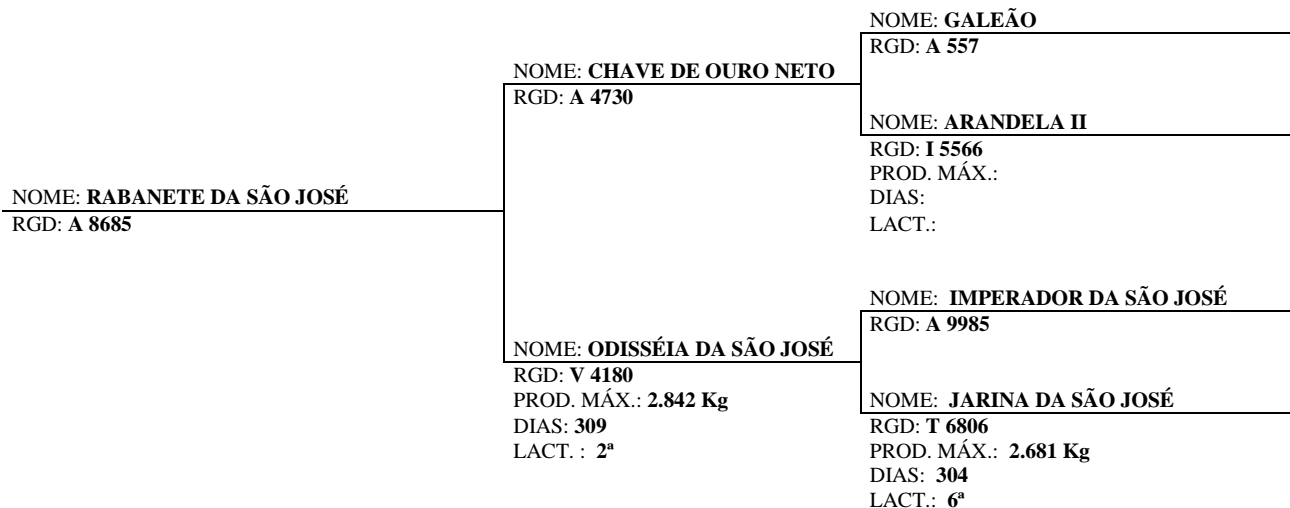 NOME: RABANETE DA SÃO JOSÉ
RGD: A 8685
NOME: CHAVE DE OURO NETO
RGD: A 4730
NOME: ODISSÉIA DA SÃO JOSÉ
RGD: V 4180
PROD. MÁX.: 2.842 Kg
DIAS: 309
LACT. : 2ª
NOME: GALEÃO
RGD: A 557
NOME: ARANDELA II
RGD: I 5566
PROD. MÁX.:
DIAS:
LACT.:
NOME: IMPERADOR DA SÃO JOSÉ
RGD: A 9985
NOME: JARINA DA SÃO JOSÉ
RGD: T 6806
PROD. MÁX.: 2.681 Kg
DIAS: 304
LACT.: 6ª